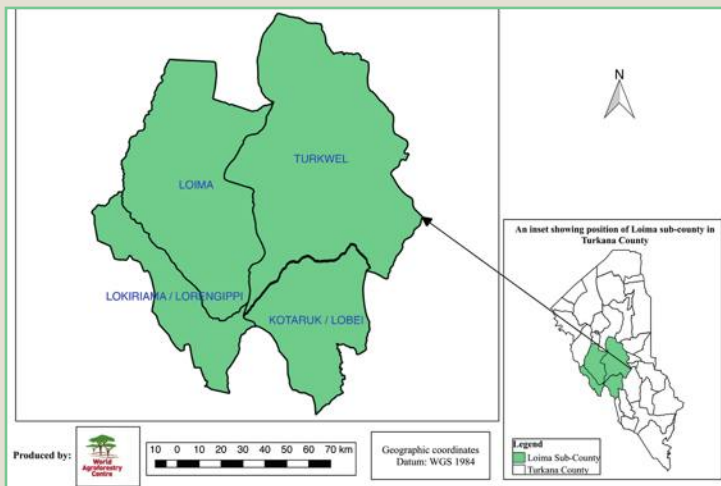 TURKWEL
LOIMA
LOKIRIAMA / LORENGIPPI
KOTARUK / LOBEI
N
An inset showing position of Loima sub-county in
Turkana County
Legend
Loima Sub-County
Turkana County
Produced by:
World
Agroforestry
Centre
10 0 10 20 30 40 50 60 70 km
Geographic coordinates
Datum: WGS 1984